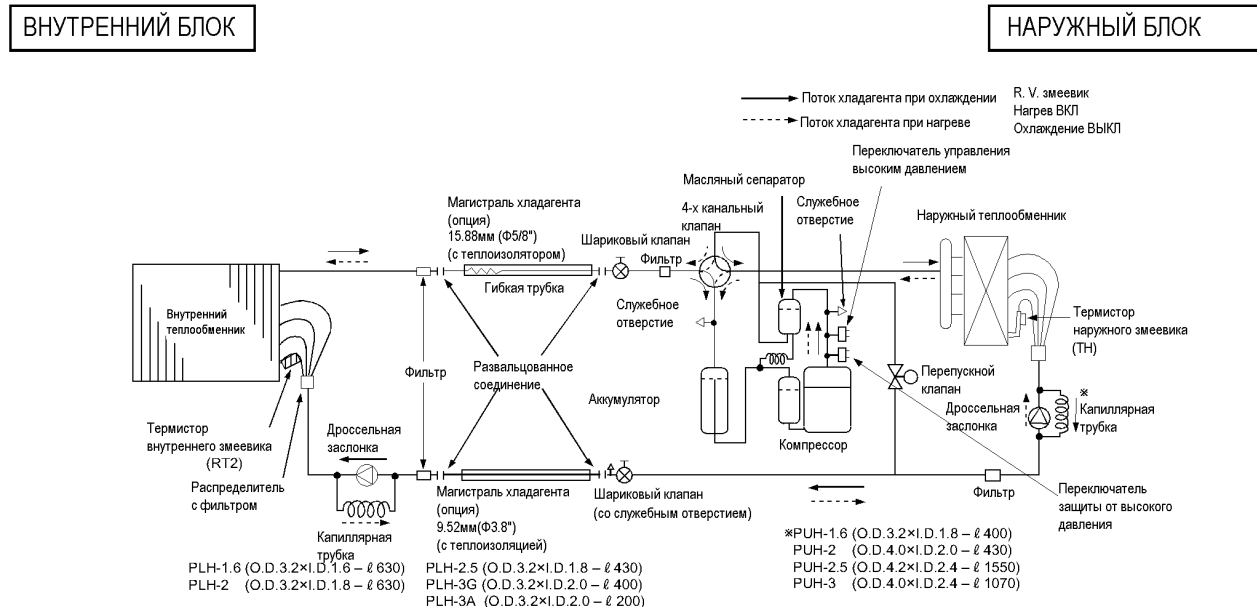 ВНУТРЕННИЙ БЛОК
НАРУЖНЫЙ БЛОК
Поток хладагента при охлаждении
Поток хладагента при нагреве
R. V. змеевик
Нагрев ВКЛ
Охлаждение ВЫКЛ
Переключатель управления
высоким давлением
Масляный сепаратор
Служебное
отверстие
4-х канальный
клапан
Наружный теплообменник
Магистраль хладагента
(опция)
15.88мм (Ф5/8")
(с теплоизолятором)
Шариковый клапан
Фильтр
Гибкая трубка
Служебное
отверстие
Внутренний
теплообменник
Термистор
наружного змеевика
(TH)
Фильтр
Развальцованное
соединение
Аккумулятор
Перепускной
клапан
Дроссельная
заслонка
※
Капиллярная
трубка
Компрессор
Термистор
внутреннего змеевика
(RT2)
Дроссельная
заслонка
Распределитель
с фильтром
Магистраль хладагента
(опция)
9.52мм(Ф3.8")
(с теплоизоляцией)
Шариковый клапан
(со служебным отверстием)
Фильтр
Переключатель
защиты от высокого
давления
Капиллярная
трубка
PLH-1.6 (O.D.3.2×I.D.1.6 – ℓ 630)
PLH-2 (O.D.3.2×I.D.1.8 – ℓ 630)
PLH-2.5 (O.D.3.2×I.D.1.8 – ℓ 430)
PLH-3G (O.D.3.2×I.D.2.0 – ℓ 400)
PLH-3A (O.D.3.2×I.D.2.0 – ℓ 200)
※PUH-1.6 (O.D.3.2×I.D.1.8 – ℓ 400)
PUH-2 (O.D.4.0×I.D.2.0 – ℓ 430)
PUH-2.5 (O.D.4.2×I.D.2.4 – ℓ 1550)
PUH-3 (O.D.4.0×I.D.2.4 – ℓ 1070)